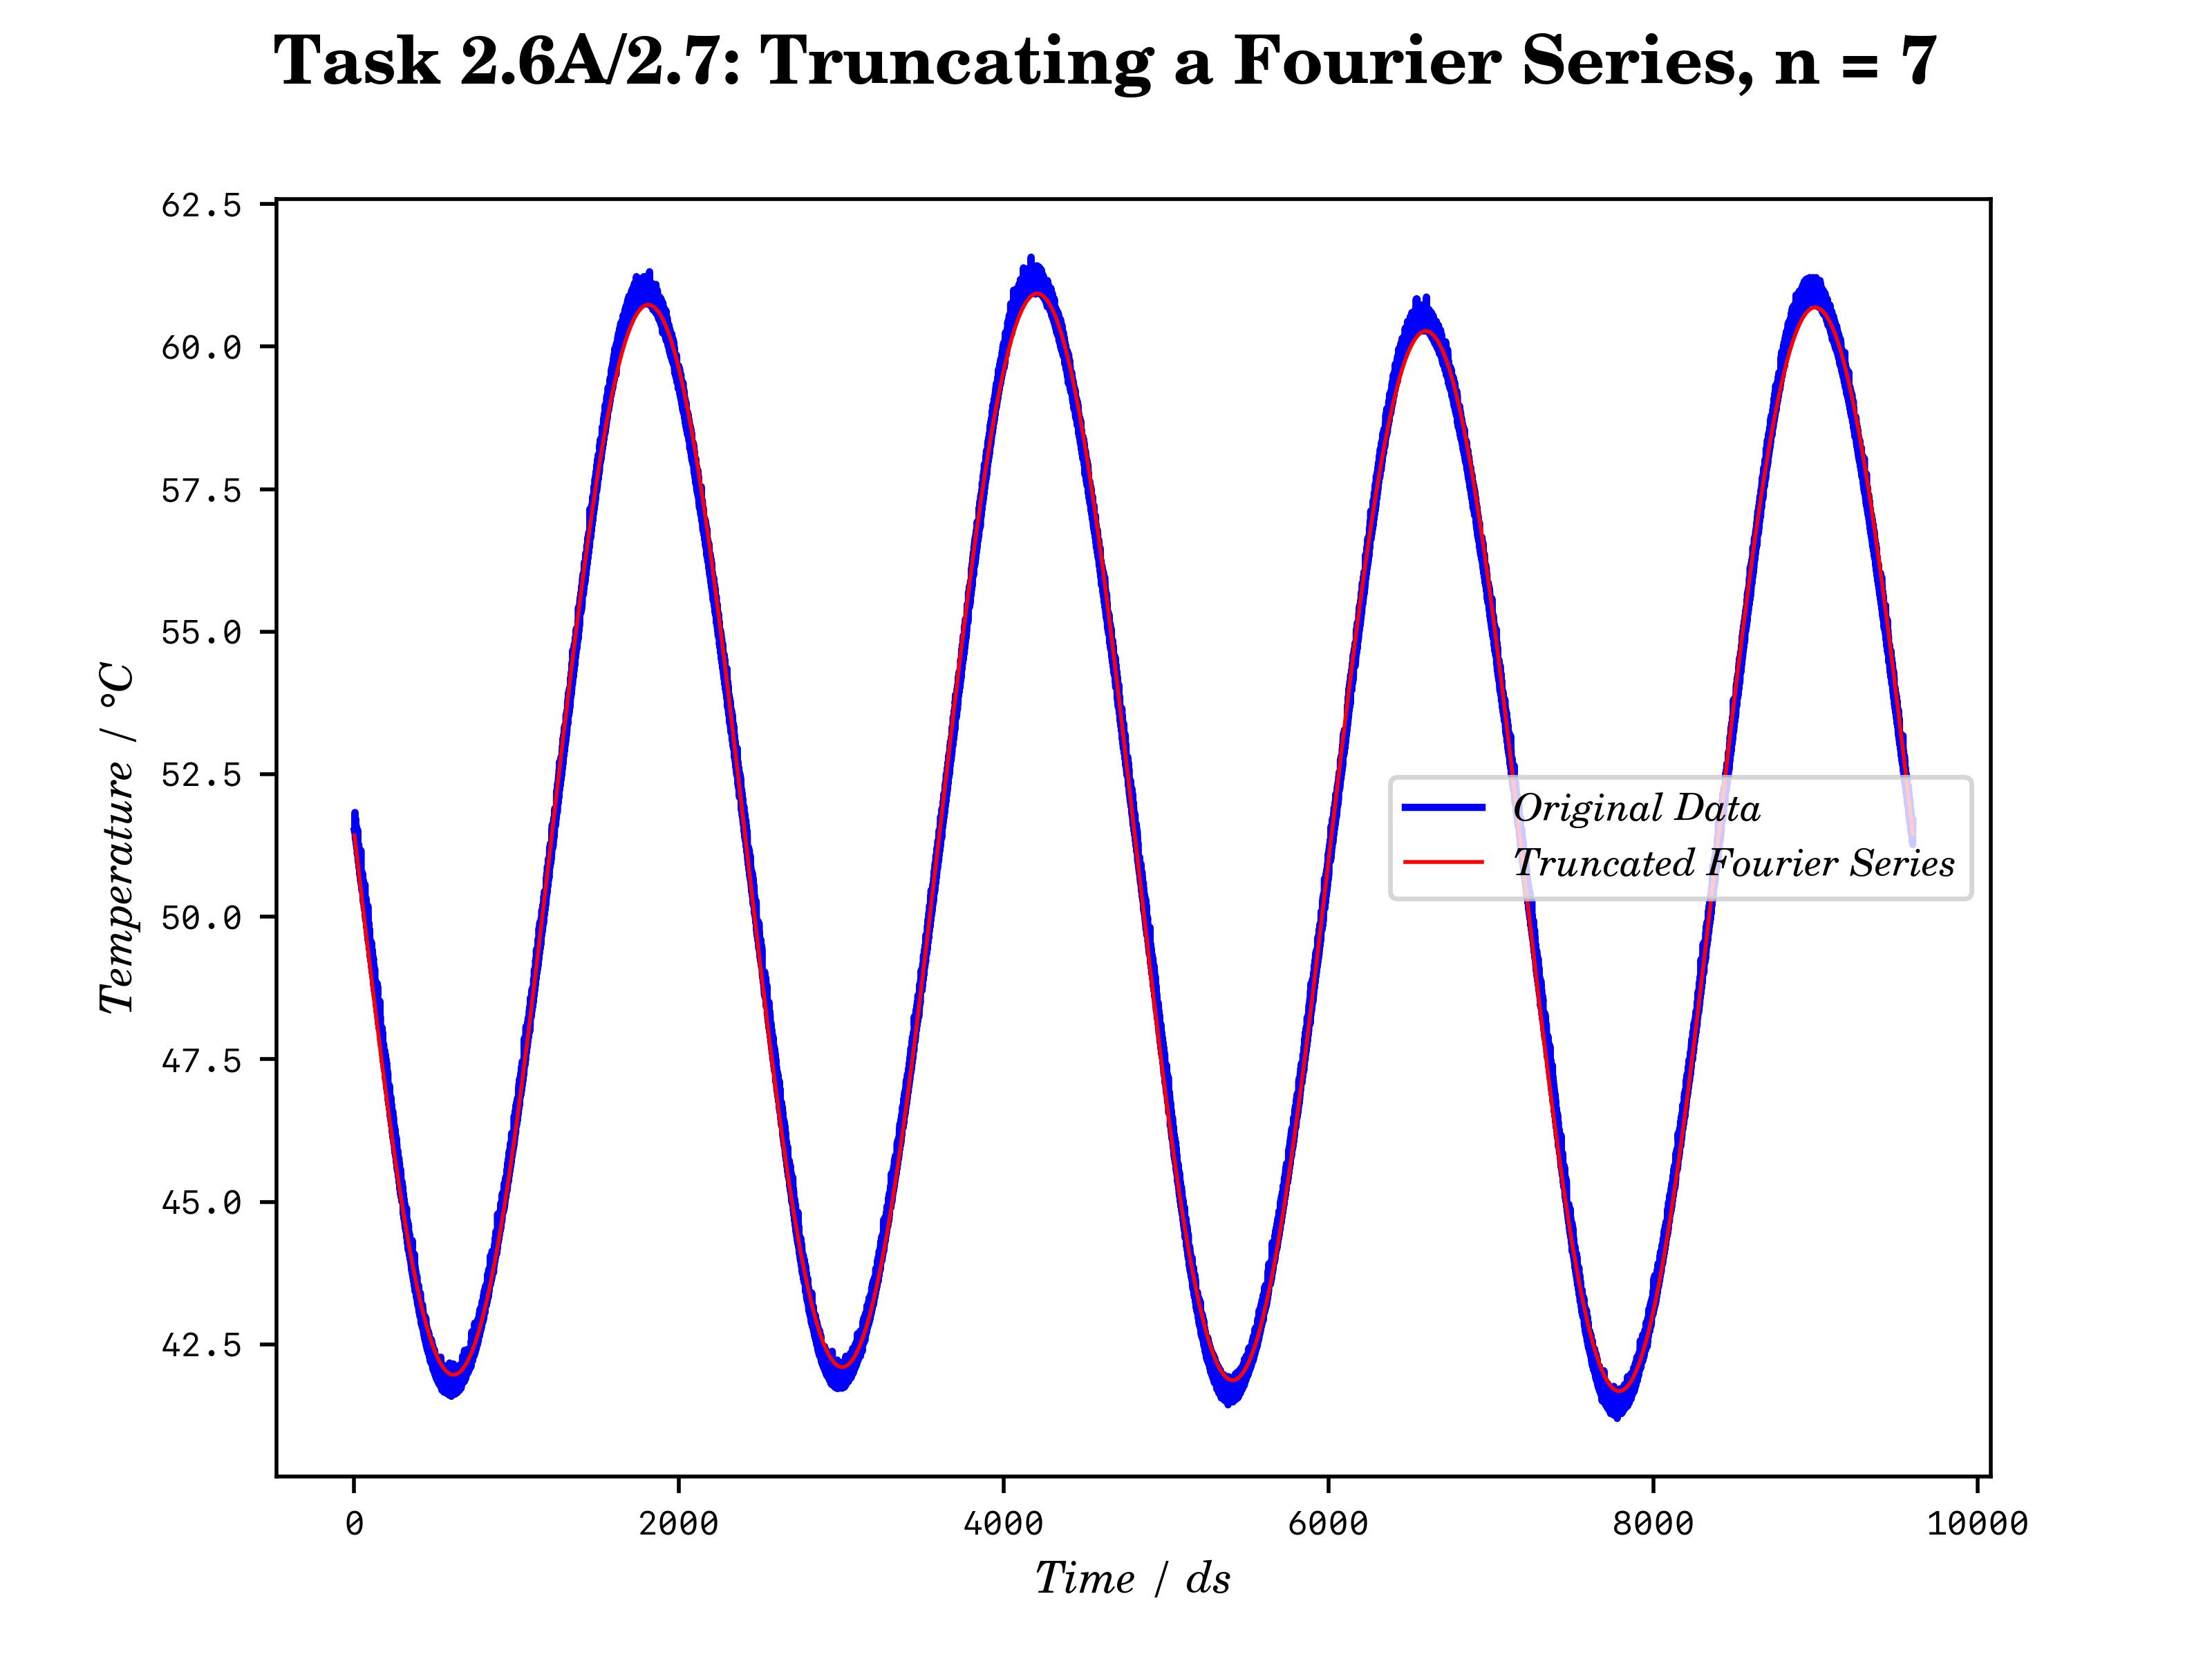 Task 2.6A/2.7: Truncating a Fourier Series, n = 7
62.5
60.0
57.5
55.0
52.5
50.0
47.5
45.0
42.5
Temperature / °C
Original Data
Truncated Fourier Series
0 2000 4000 6000 8000 10000
Time / ds